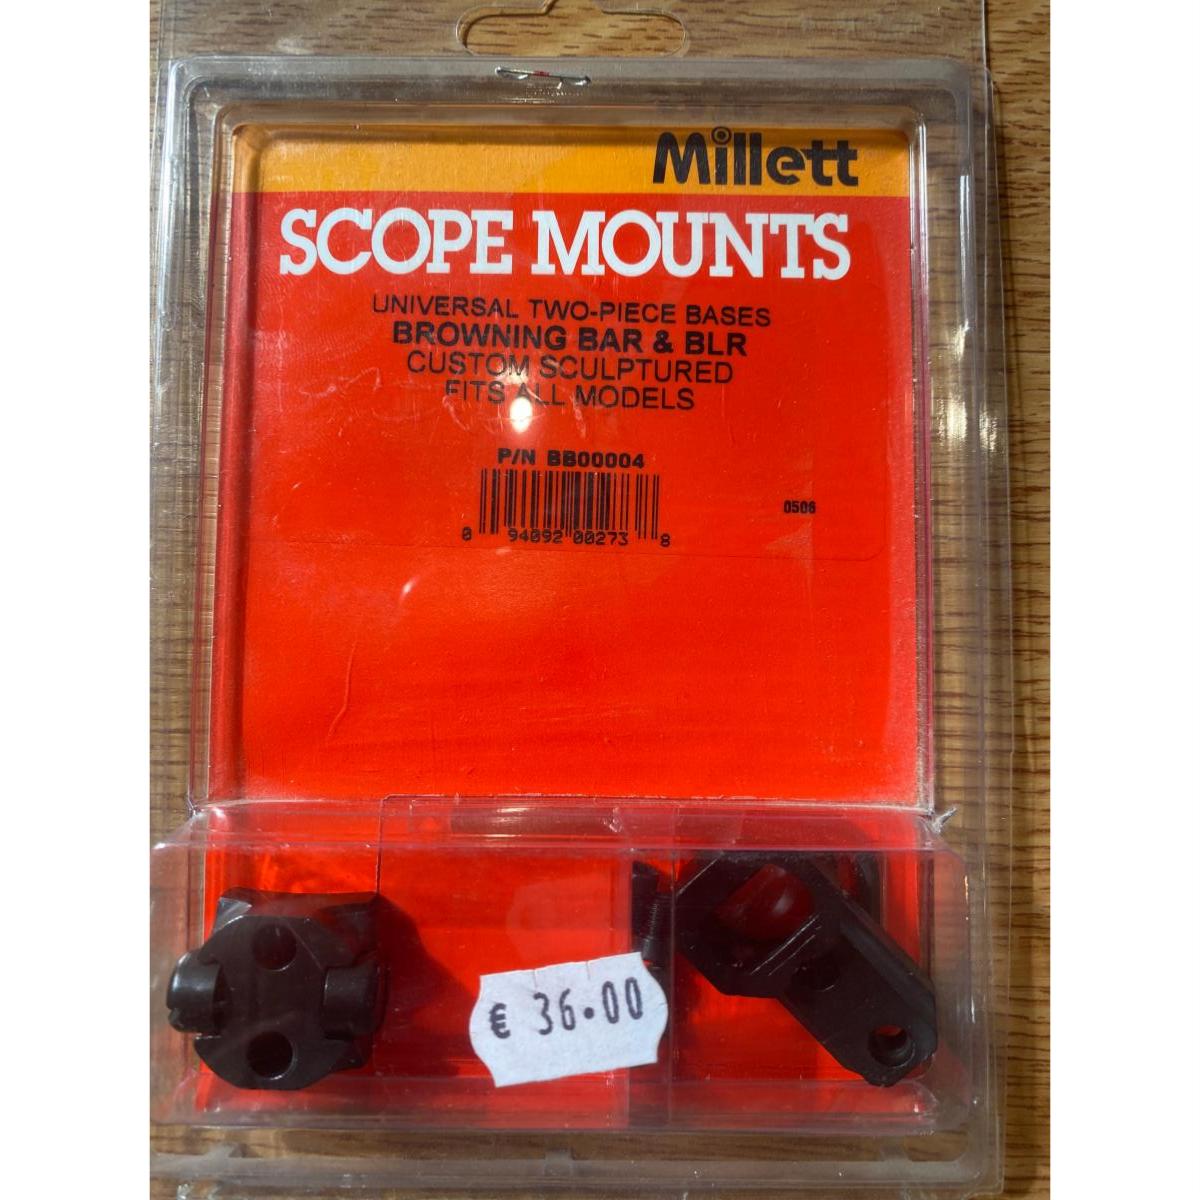 Millett
SCOPE MOUNTS
UNIVERSAL TWO-PIECE BASES
BROWNING BAR & BLR
CUSTOM SCULPTURED
FITS ALL MODELS
P/N BB00004
0506
0 94092 00273 8
€ 36.00